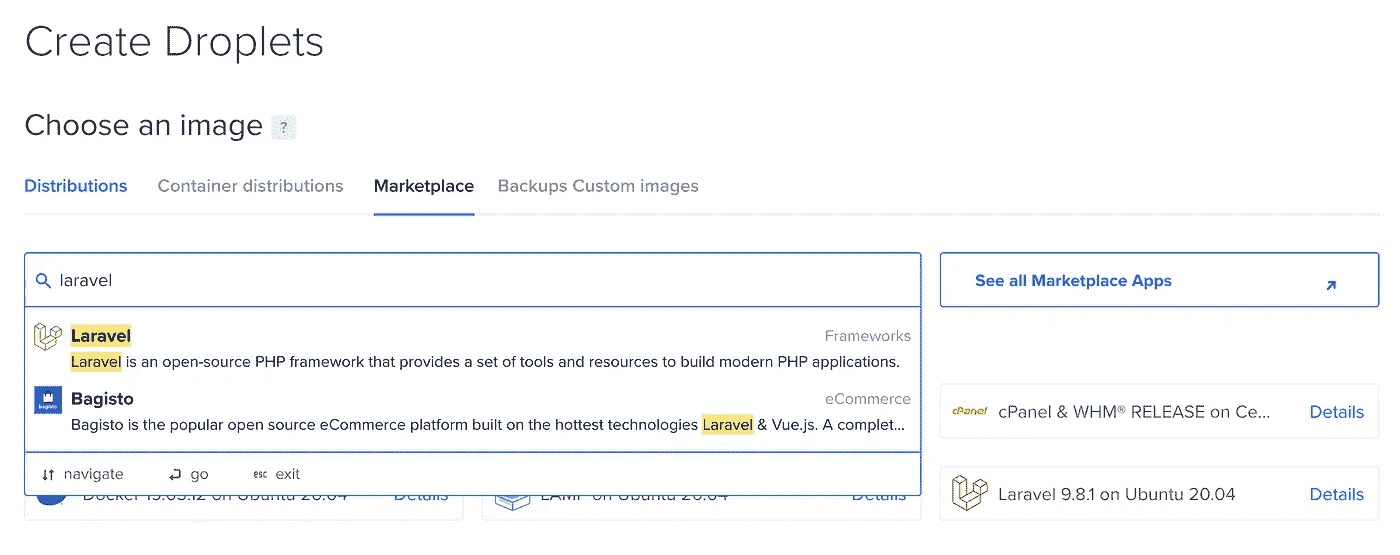 Create Droplets
Choose an image ?
Distributions Container distributions Marketplace Backups Custom images
laravel
See all Marketplace Apps
Laravel Frameworks
Laravel is an open-source PHP framework that provides a set of tools and resources to build modern PHP applications.
bagisto Bagisto eCommerce
Bagisto is the popular open source eCommerce platform built on the hottest technologies Laravel & Vue.js. A complet...
cPanel cPanel & WHM® RELEASE on Ce... Details
navigate go esc exit
Docker 19.03.12 on Ubuntu 20.04 Details LAMP on Ubuntu 20.04 Details Laravel 9.8.1 on Ubuntu 20.04 Details